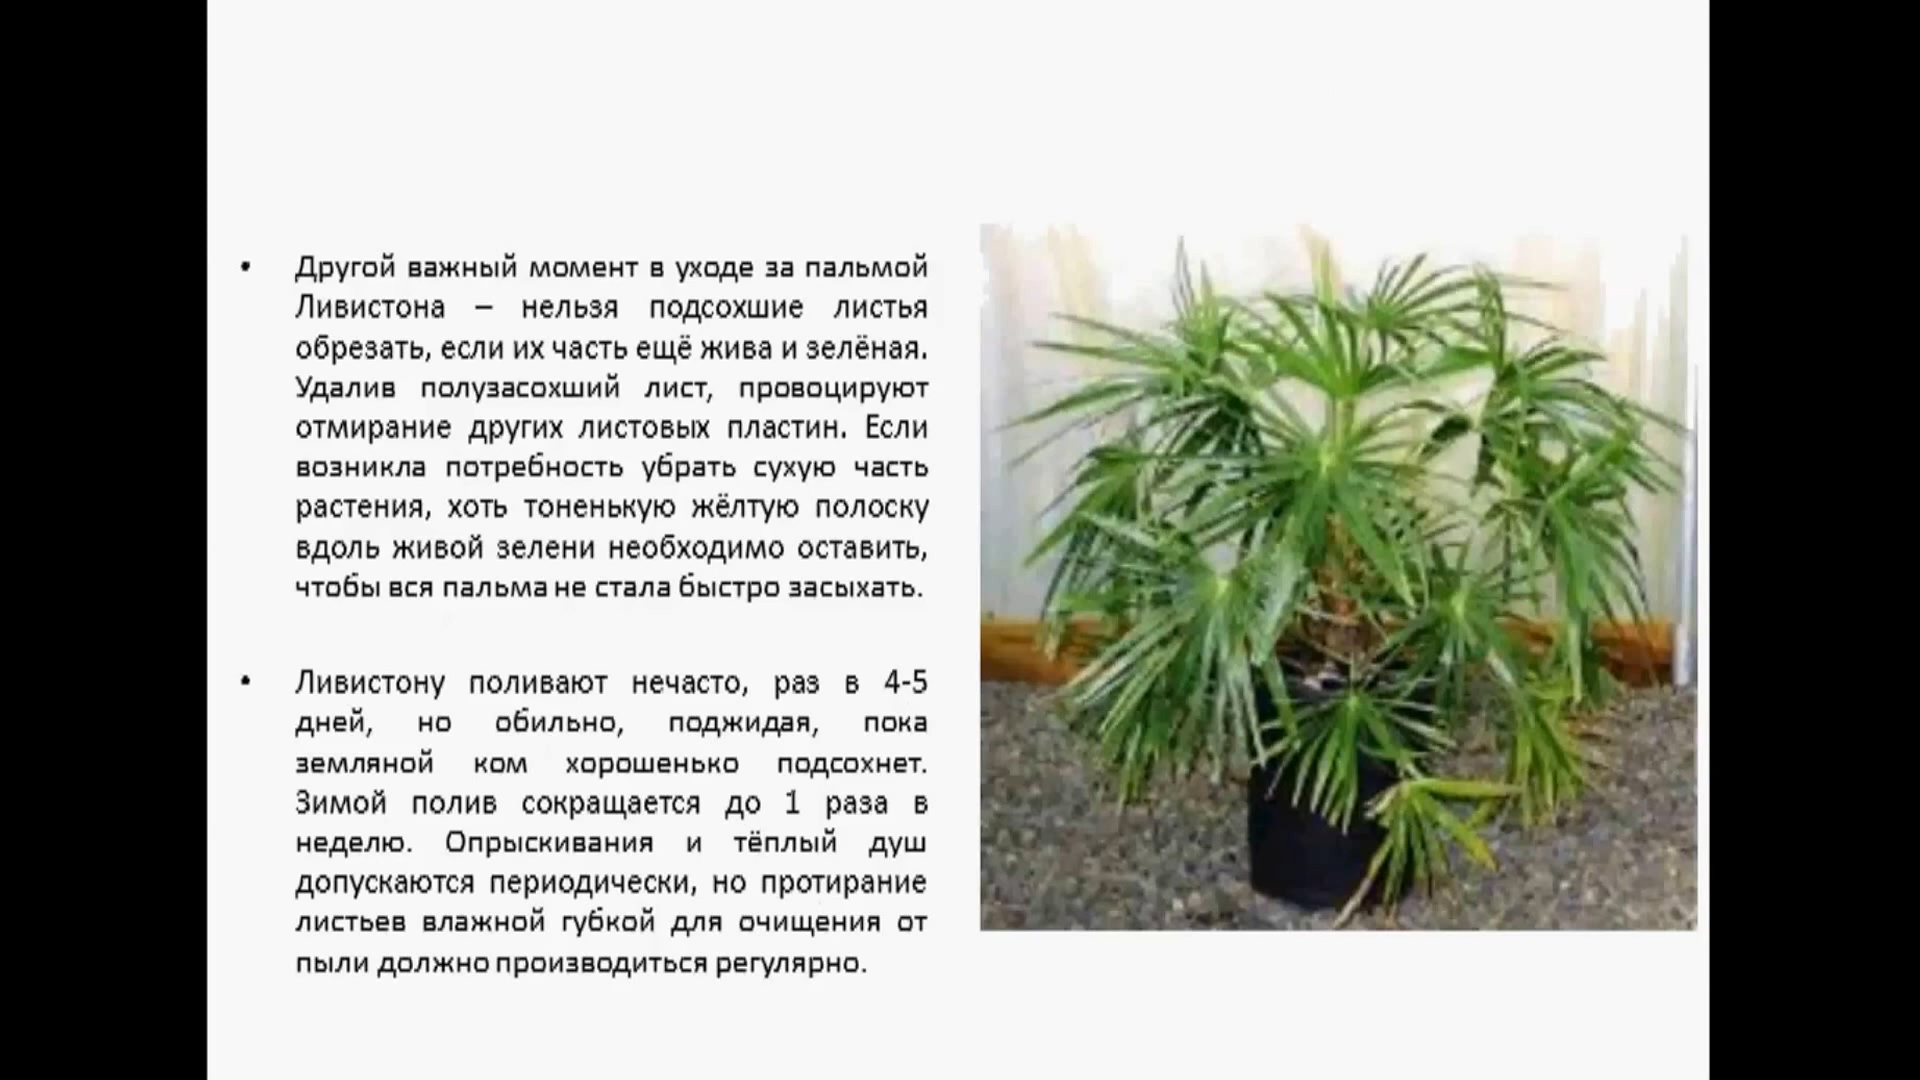 • Другой важный момент в уходе за пальмой
Ливистона – нельзя подсохшие листья
обрезать, если их часть ещё жива и зелёная.
Удалив полузасохший лист, провоцируют
отмирание других листовых пластин. Если
возникла потребность убрать сухую часть
растения, хоть тоненькую жёлтую полоску
вдоль живой зелени необходимо оставить,
чтобы вся пальма не стала быстро засыхать.
• Ливистону поливают нечасто, раз в 4-5
дней, но обильно, поджидая, пока
земляной ком хорошенько подсохнет.
Зимой полив сокращается до 1 раза в
неделю. Опрыскивания и тёплый душ
допускаются периодически, но протирание
листьев влажной губкой для очищения от
пыли должно производиться регулярно.